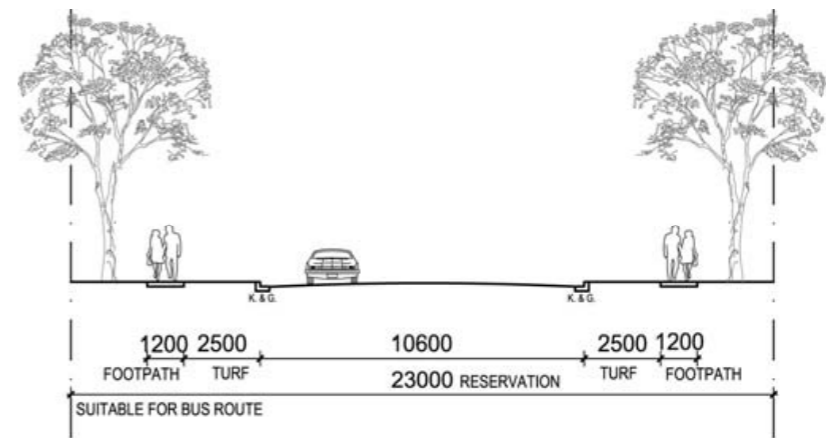 K. & G. K. & G.
1200 2500 10600 2500 1200
FOOTPATH TURF TURF FOOTPATH
23000 RESERVATION
SUITABLE FOR BUS ROUTE